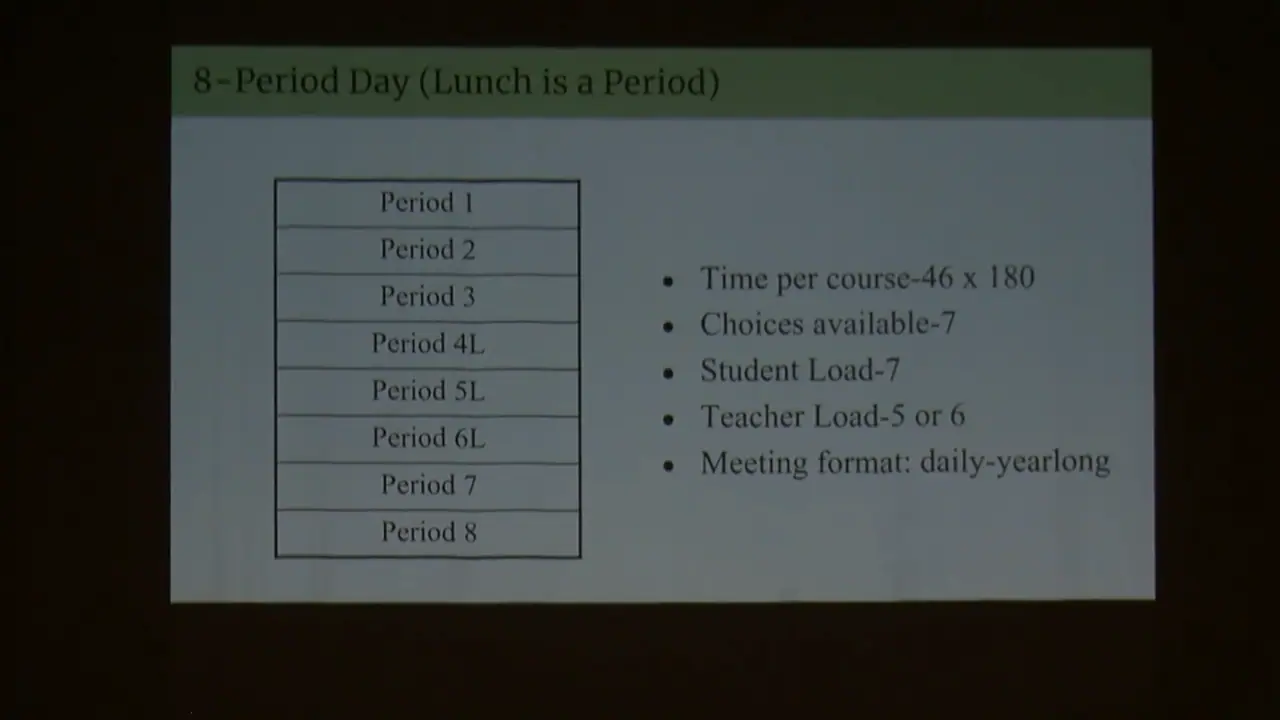 8-Period Day (Lunch is a Period)
Period 1
Period 2
Period 3
Period 4L
Period 5L
Period 6L
Period 7
Period 8
• Time per course-46 x 180
• Choices available-7
• Student Load-7
• Teacher Load-5 or 6
• Meeting format: daily-yearlong